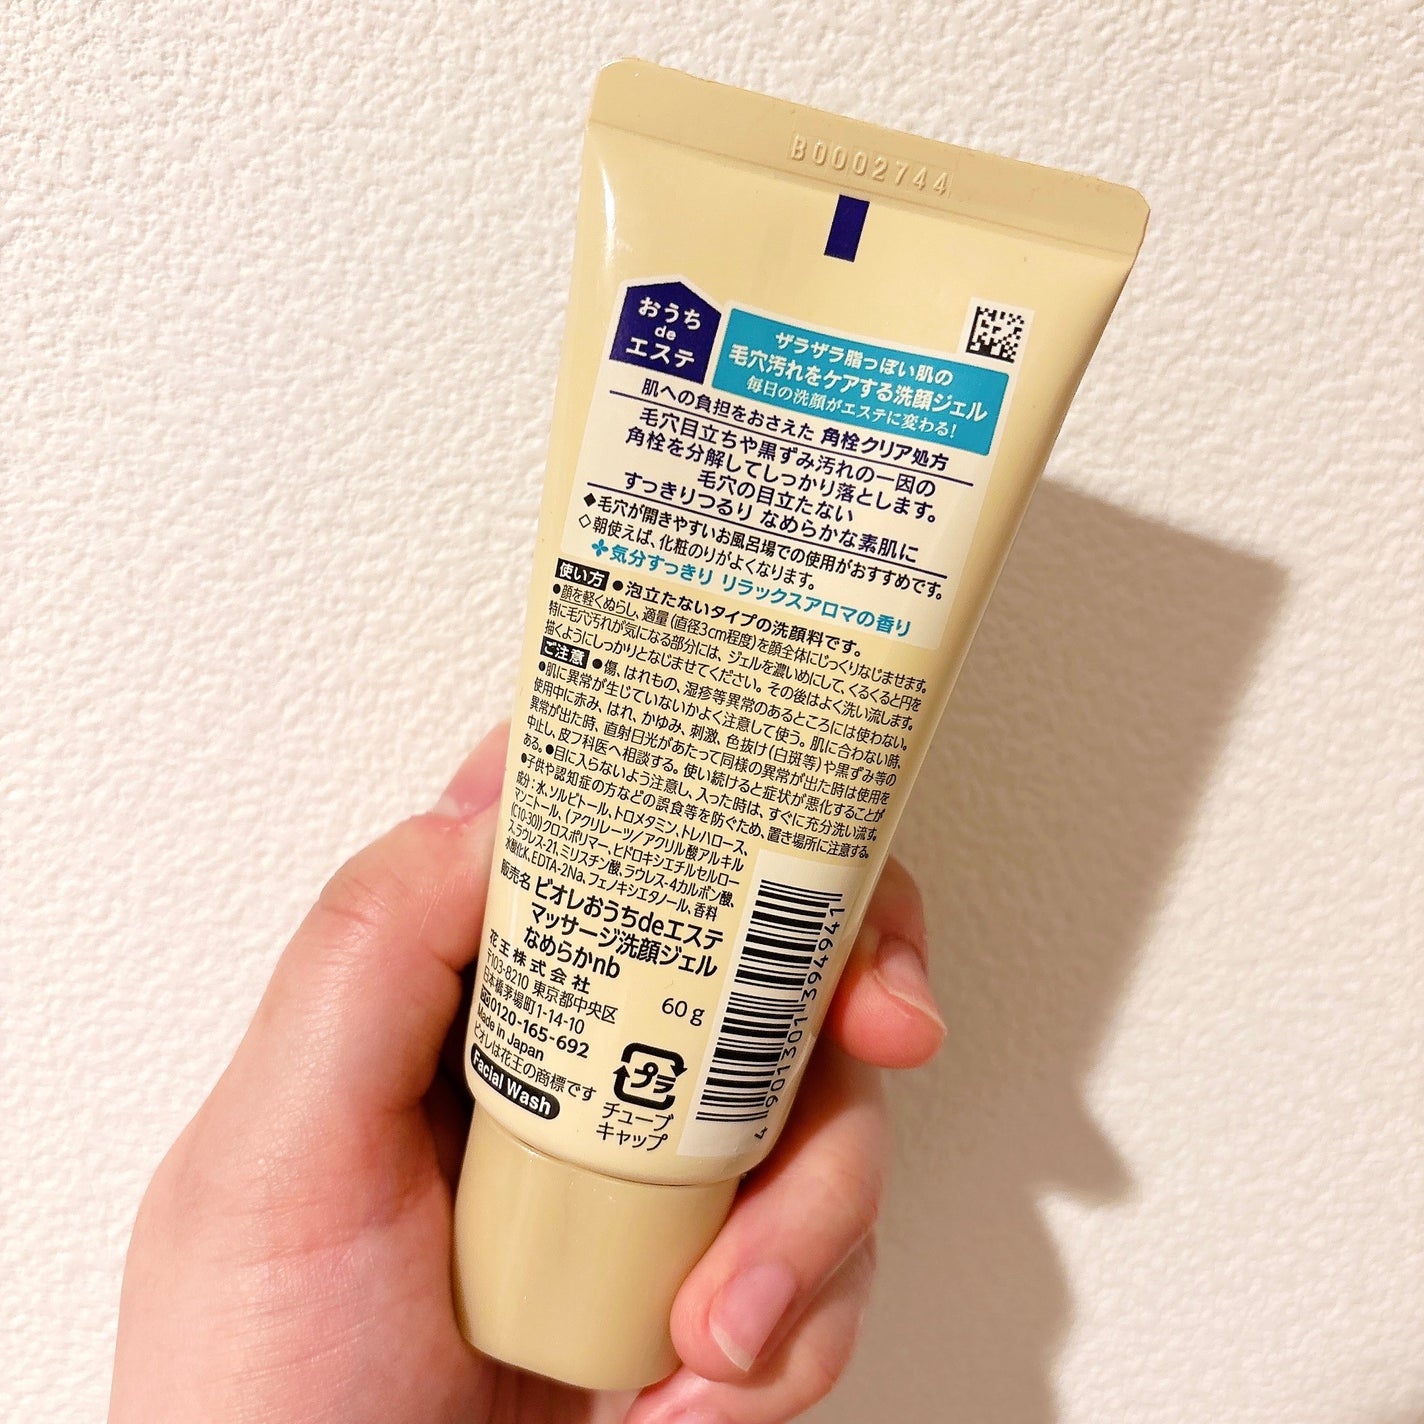 B0002744
おうち
de
エステ
ザラザラ脂っぽい肌の
毛穴汚れをケアする洗顔ジェル
毎日の洗顔がエステに変わる!
肌への負担をおさえた 角栓クリア処方
毛穴目立ちや黒ずみ汚れの一因の
角栓を分解してしっかり落とします。
毛穴の目立たない
すっきりつるり なめらかな素肌に
◆毛穴が開きやすいお風呂場での使用がおすすめです。
◇朝使えば、化粧のりがよくなります。
気分すっきり リラックスアロマの香り
使い方 ●泡立たないタイプの洗顔料です。
●顔を軽くぬらし、適量(直径3cm程度)を顔全体にじっくりなじませます。
特に毛穴汚れが気になる部分には、ジェルを濃いめにして、くるくると円を
描くようにしっかりとなじませてください。その後はよく洗い流します。
ご注意 ●傷、はれもの、湿疹等異常のあるところには使わない。
●肌に異常が生じていないかよく注意して使う。肌に合わない時、
使用中に赤み、はれ、かゆみ、刺激、色抜け(白斑等)や黒ずみ等の
異常が出た時、直射日光があたって同様の異常が出た時は使用を
中止し、皮フ科医へ相談する。使い続けると症状が悪化することが
ある。●目に入らないよう注意し、入った時は、すぐに充分洗い流す。
●子供や認知症の方などの誤食等を防ぐため、置き場所に注意する。
成分:水、ソルビトール、トロメタミン、トレハロース、
マンニトール、(アクリレーツ/アクリル酸アルキル
(C10-30))クロスポリマー、ヒドロキシエチルセルロー
ス、ラウレス-21、ミリスチン酸、ラウレス-4カルボン酸、
水酸化K、EDTA-2Na、フェノキシエタノール、香料
販売名 ビオレおうちdeエステ
マッサージ洗顔ジェル
なめらかnb
花王株式会社
〒103-8210 東京都中央区
日本橋茅場町1-14-10
0120-165-692
Made in Japan
ビオレは花王の商標です
Facial Wash
60g
プラ
チューブ
キャップ
4 901301 394941